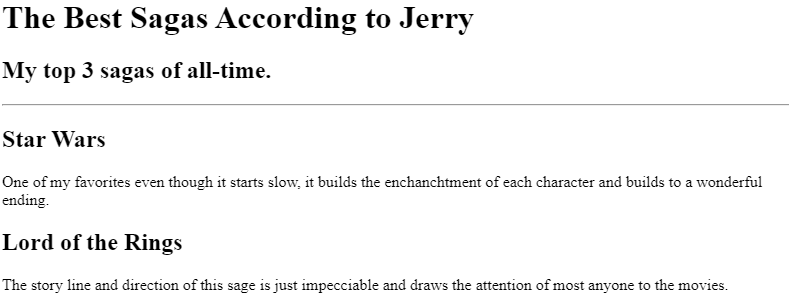 The Best Sagas According to Jerry
My top 3 sagas of all-time.
Star Wars
One of my favorites even though it starts slow, it builds the enchanchtment of each character and builds to a wonderful
ending.
Lord of the Rings
The story line and direction of this sage is just impecciable and draws the attention of most anyone to the movies.